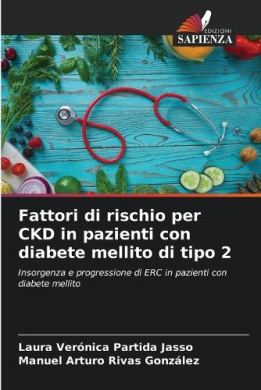 EDIZIONI
SAPIENZA
Fattori di rischio per
CKD in pazienti con
diabete mellito di tipo 2
Insorgenza e progressione di ERC in pazienti con
diabete mellito
Laura Verónica Partida Jasso
Manuel Arturo Rivas González